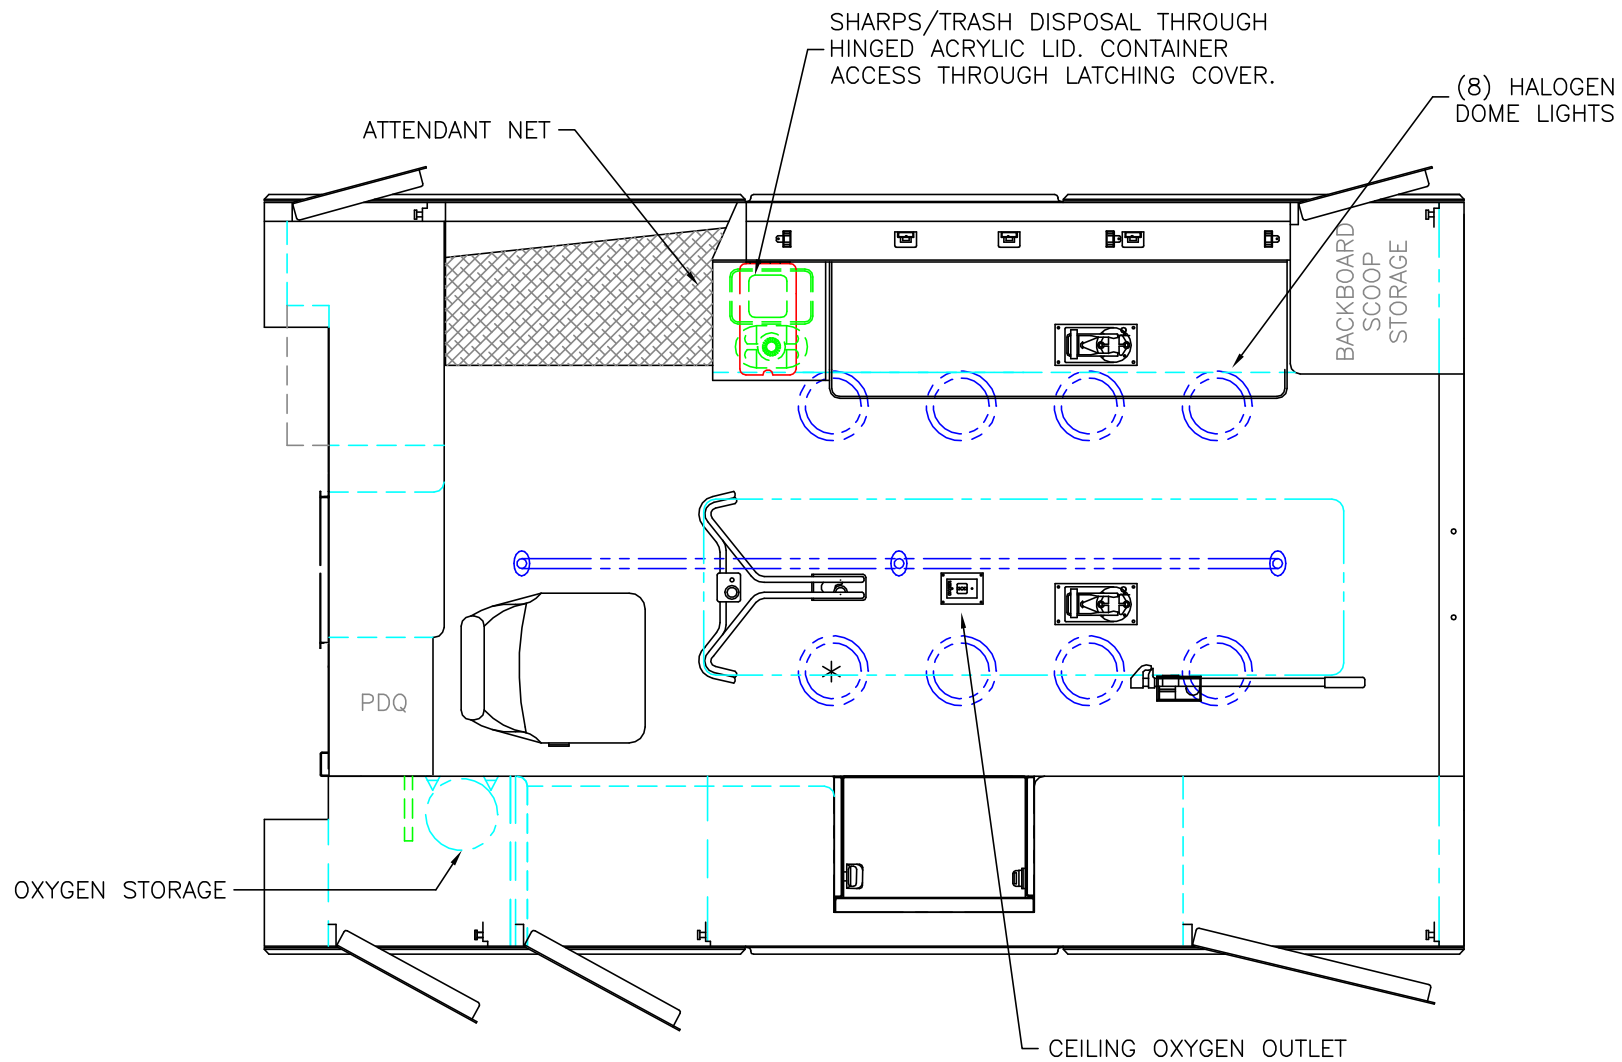 SHARPS/TRASH DISPOSAL THROUGH
HINGED ACRYLIC LID. CONTAINER
ACCESS THROUGH LATCHING COVER.
(8) HALOGEN
DOME LIGHTS
ATTENDANT NET
BACKBOARD
SCOOP
STORAGE
PDQ
OXYGEN STORAGE
CEILING OXYGEN OUTLET